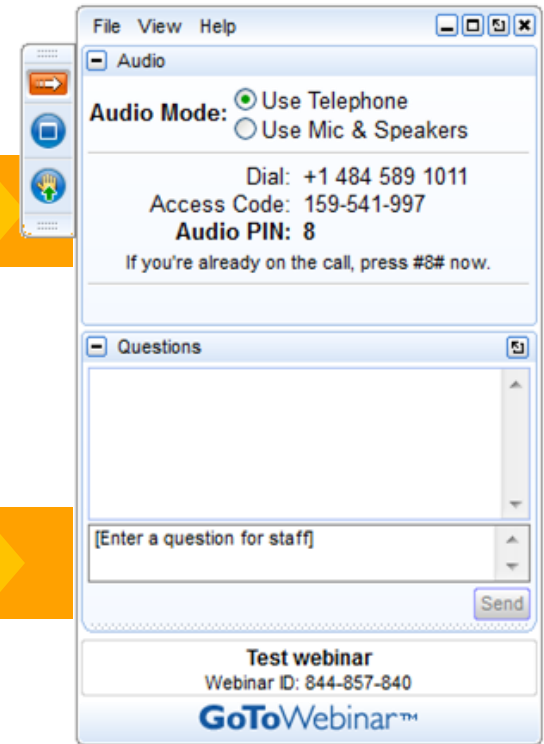 File View Help
Audio
Audio Mode: Use Telephone
Use Mic & Speakers
Dial: +1 484 589 1011
Access Code: 159-541-997
Audio PIN: 8
If you're already on the call, press #8# now.
Questions
[Enter a question for staff]
Send
Test webinar
Webinar ID: 844-857-840
GoToWebinar™